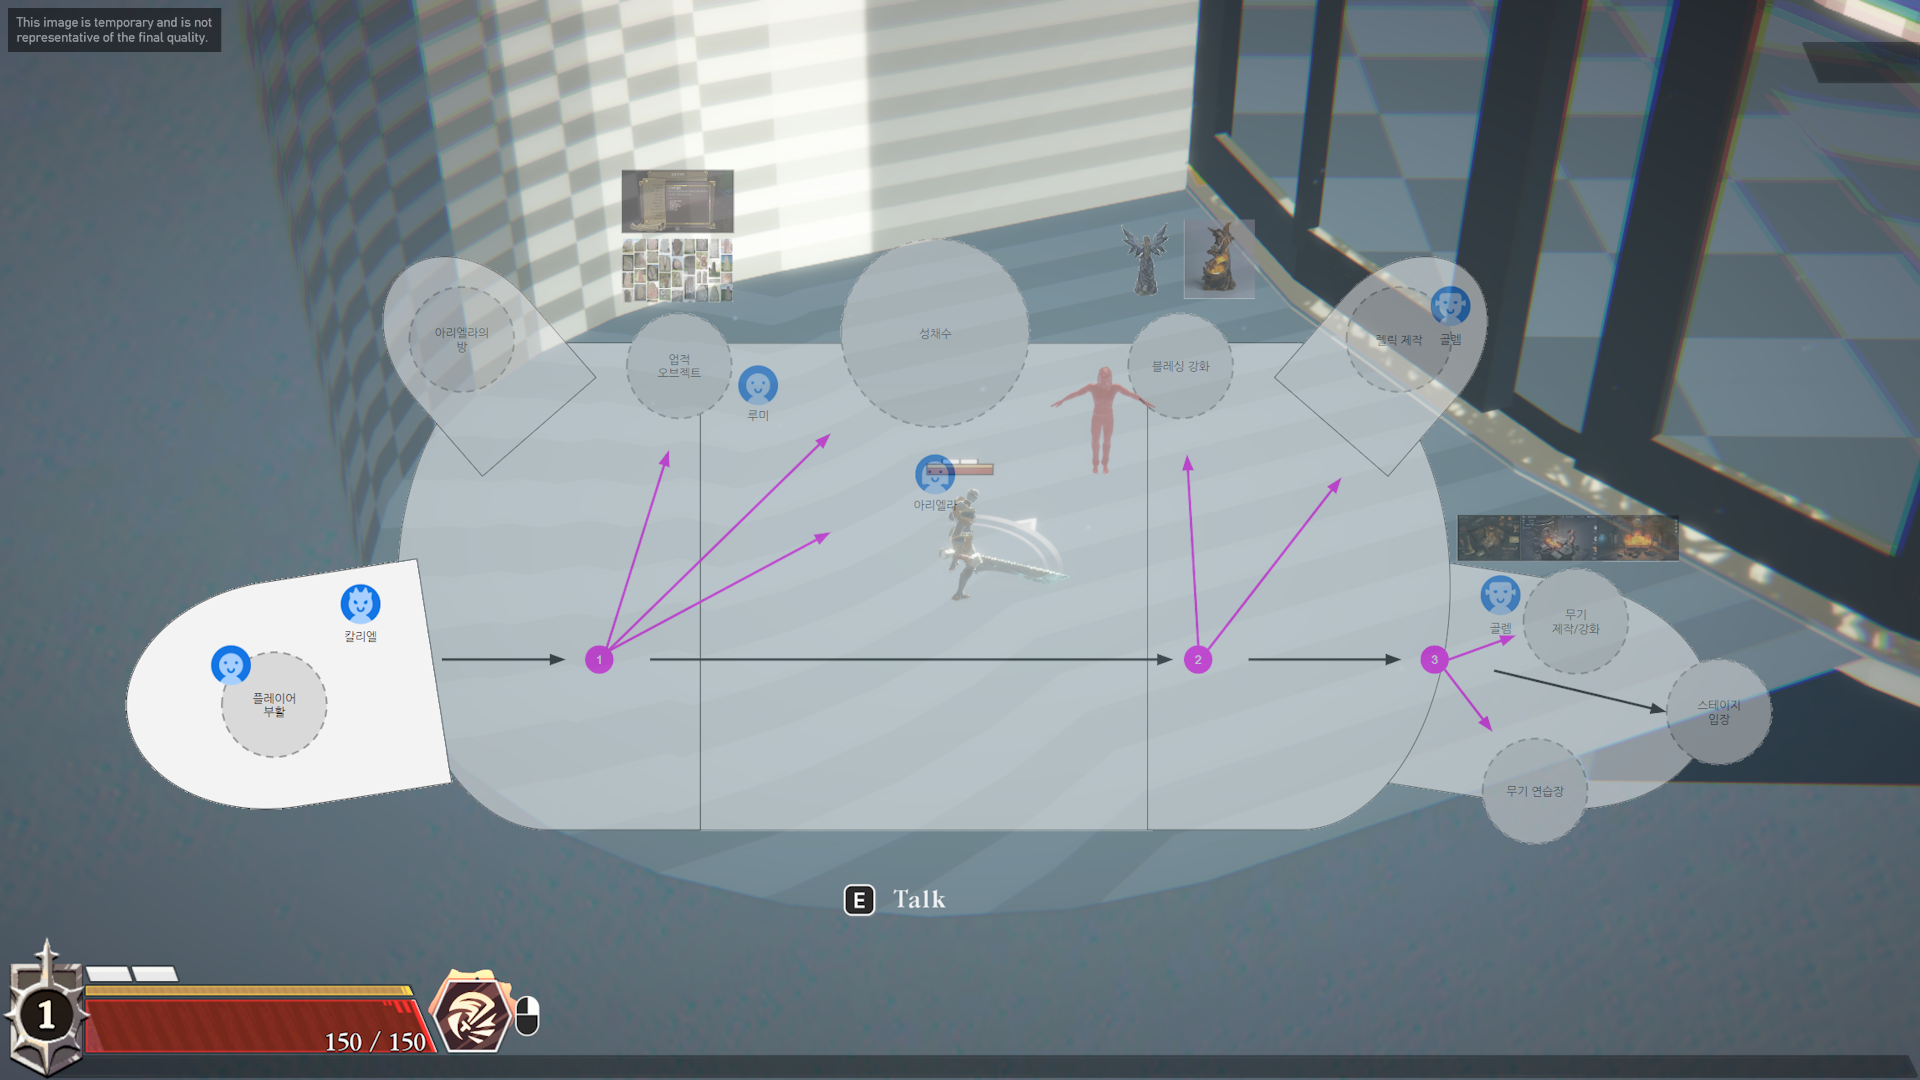 This image is temporary and is not
representative of the final quality.
아리엘라의
방
업적
오브젝트
루미
성채수
블레싱 강화
렐릭 제작
골렘
아리엘라
칼리엘
플레이어
부활
1
2
3
골렘
무기
제작/강화
스테이지
입장
무기 연습장
E Talk
1
150 / 150